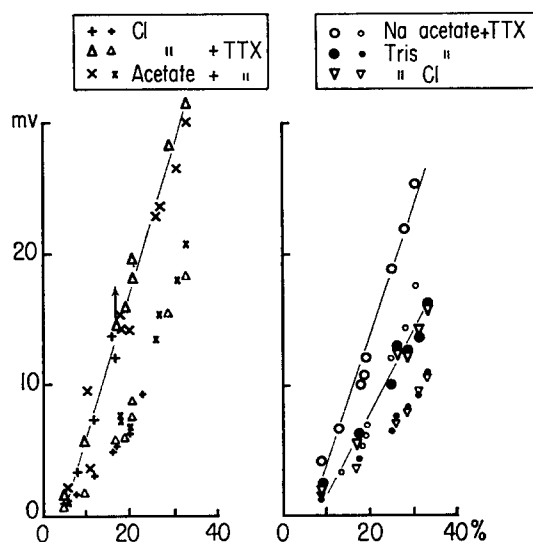 + + Cl
△ △ " + TTX
× × Acetate + "
○ ○ Na acetate+TTX
● ● Tris "
▽ ▽ " Cl
mv
20
10
0
0 20 40
0 20 40%